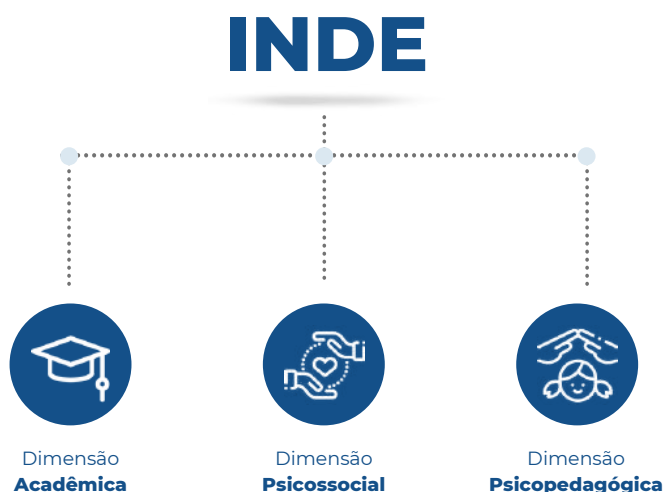 INDE
Dimensão
Acadêmica
Dimensão
Psicossocial
Dimensão
Psicopedagógica